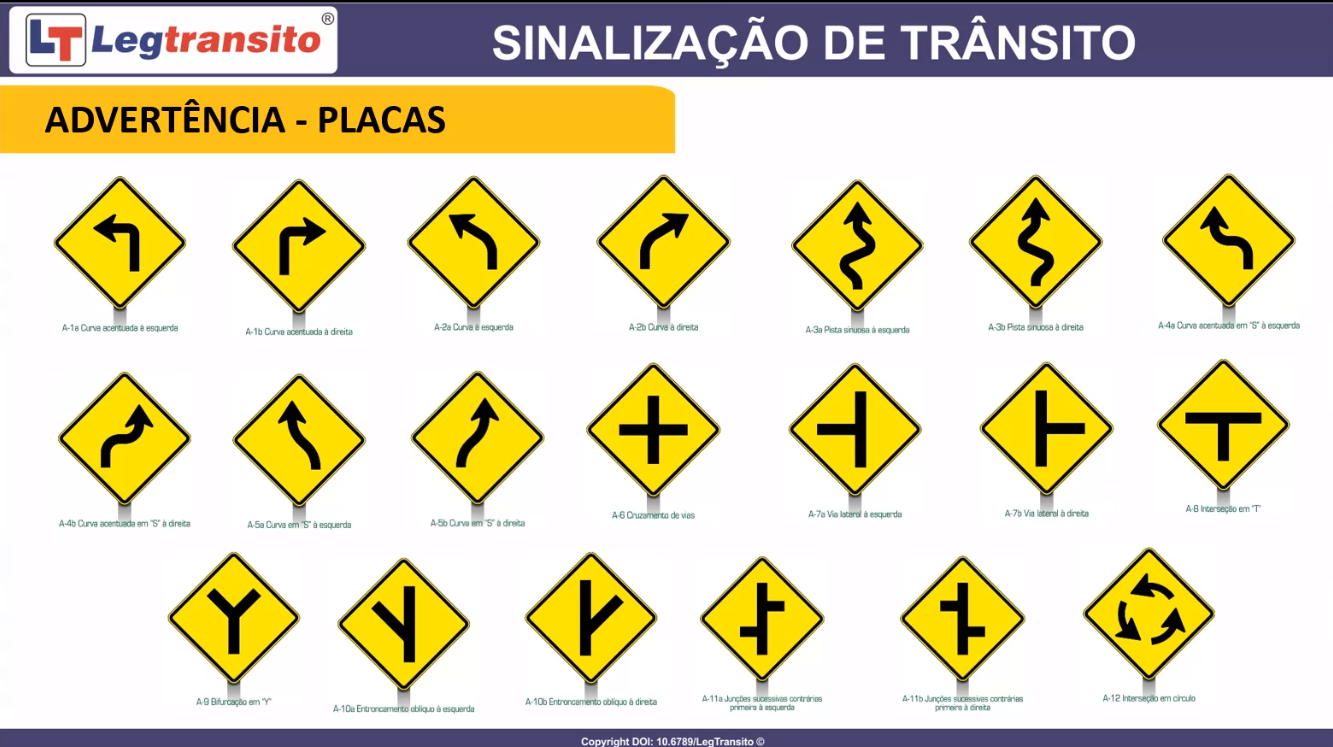 LT Legtransito®
SINALIZAÇÃO DE TRÂNSITO
ADVERTÊNCIA - PLACAS
A-1a Curva acentuada à esquerda
A-1b Curva acentuada à direita
A-2a Curva à esquerda
A-2b Curva à direita
A-3a Pista sinuosa à esquerda
A-3b Pista sinuosa à direita
A-4a Curva acentuada em "S" à esquerda
A-4b Curva acentuada em "S" à direita
A-5a Curva em "S" à esquerda
A-5b Curva em "S" à direita
A-6 Cruzamento de vias
A-7a Via lateral à esquerda
A-7b Via lateral à direita
A-8 Interseção em "T"
A-9 Bifurcação em "Y"
A-10a Entroncamento oblíquo à esquerda
A-10b Entroncamento oblíquo à direita
A-11a Junções sucessivas contrárias
primeira à esquerda
A-11b Junções sucessivas contrárias
primeira à direita
A-12 Interseção em círculo
Copyright DOI: 10.6789/LegTransito ©